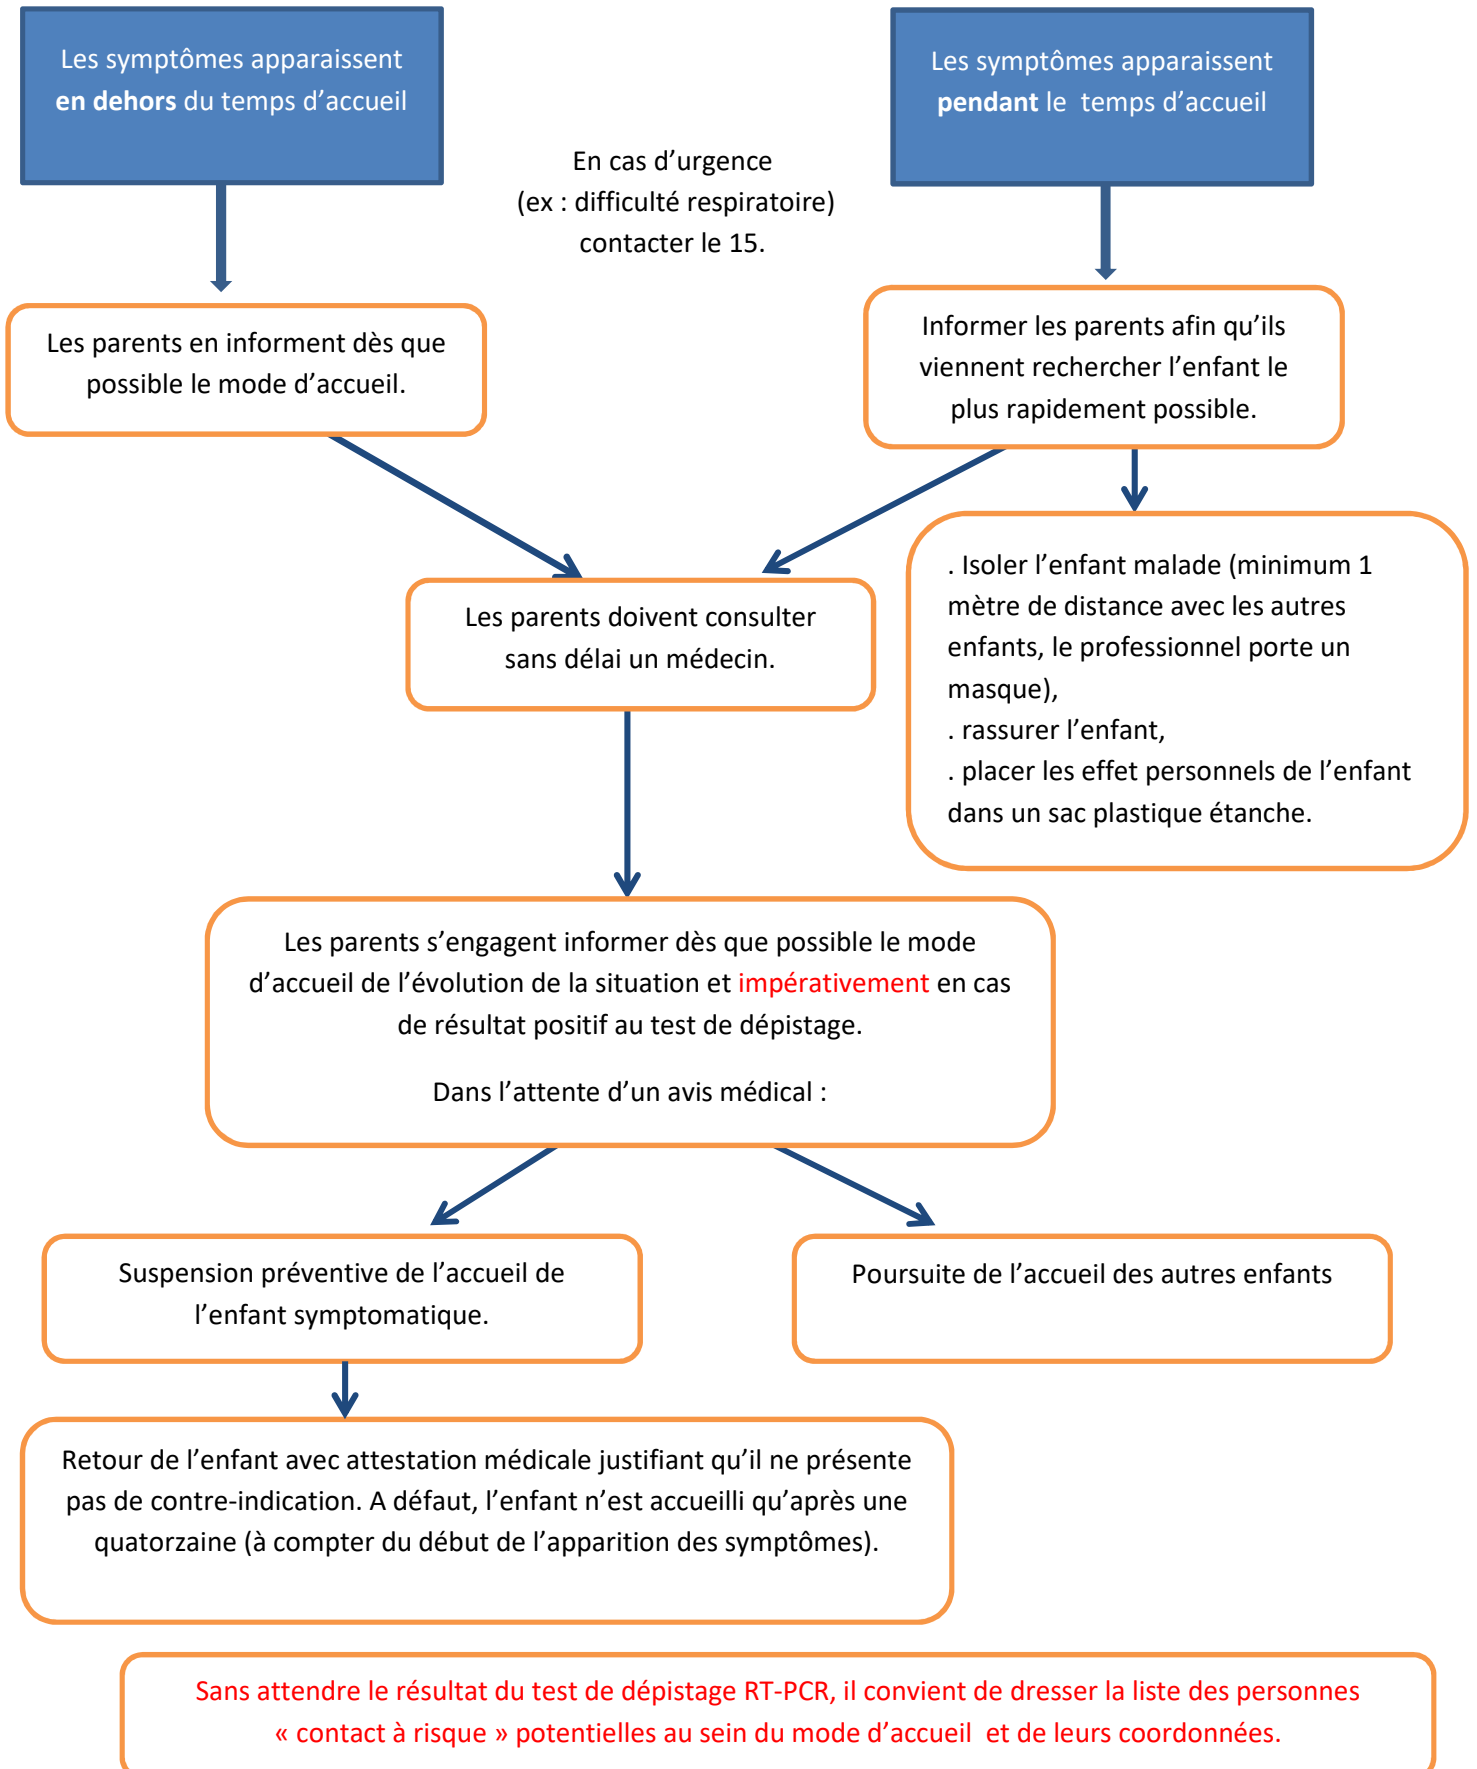 Les symptômes apparaissent
en dehors du temps d’accueil
Les symptômes apparaissent
pendant le  temps d’accueil
En cas d’urgence
(ex : difficulté respiratoire)
contacter le 15.
Les parents en informent dès que
possible le mode d’accueil.
Informer les parents afin qu’ils
viennent rechercher l’enfant le
plus rapidement possible.
Les parents doivent consulter
sans délai un médecin.
. Isoler l’enfant malade (minimum 1
mètre de distance avec les autres
enfants, le professionnel porte un
masque),
. rassurer l’enfant,
. placer les effet personnels de l’enfant
dans un sac plastique étanche.
Les parents s’engagent informer dès que possible le mode
d’accueil de l’évolution de la situation et impérativement en cas
de résultat positif au test de dépistage.
Dans l’attente d’un avis médical :
Suspension préventive de l’accueil de
l’enfant symptomatique.
Poursuite de l’accueil des autres enfants
Retour de l’enfant avec attestation médicale justifiant qu’il ne présente
pas de contre-indication. A défaut, l’enfant n’est accueilli qu’après une
quatorzaine (à compter du début de l’apparition des symptômes).
Sans attendre le résultat du test de dépistage RT-PCR, il convient de dresser la liste des personnes
« contact à risque » potentielles au sein du mode d’accueil  et de leurs coordonnées.